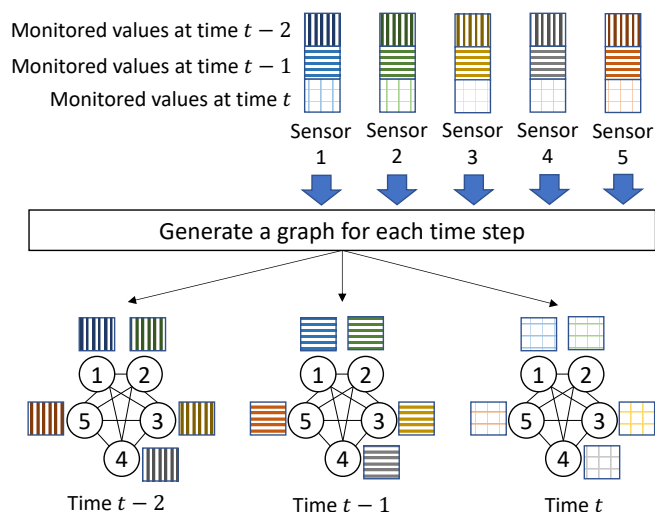 Monitored values at time t − 2
Monitored values at time t − 1
Monitored values at time t
Sensor 1
Sensor 2
Sensor 3
Sensor 4
Sensor 5
Generate a graph for each time step
1 2
5 3
4
1 2
5 3
4
1 2
5 3
4
Time t − 2
Time t − 1
Time t